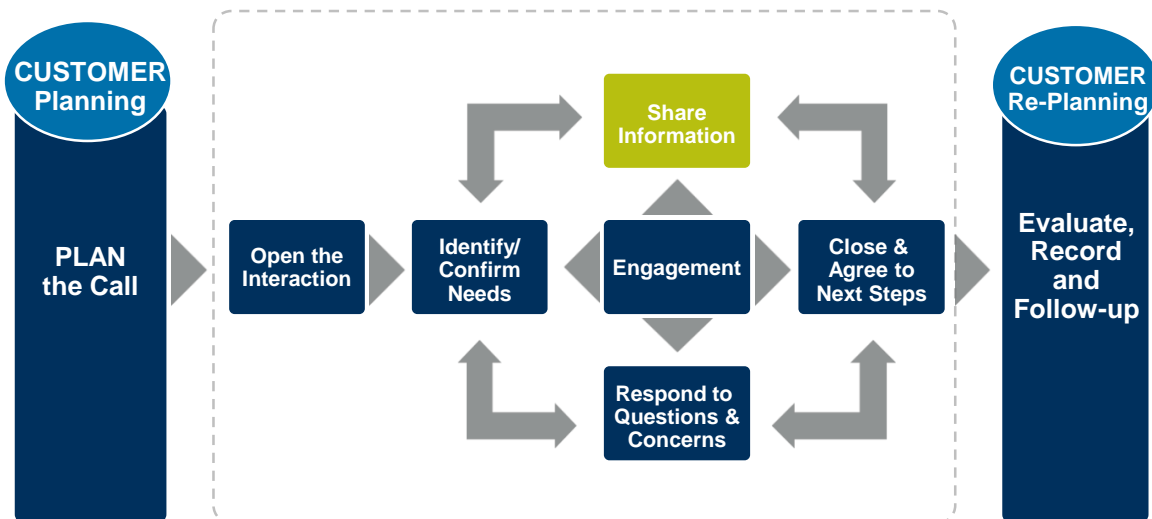 CUSTOMER
Planning
PLAN
the Call
Open the
Interaction
Identify/
Confirm
Needs
Share
Information
Engagement
Respond to
Questions &
Concerns
Close &
Agree to
Next Steps
CUSTOMER
Re-Planning
Evaluate,
Record
and
Follow-up